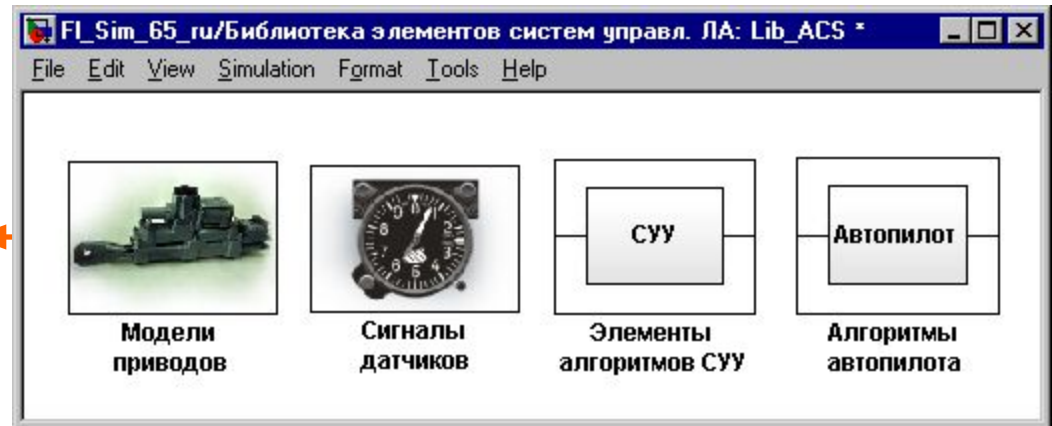 Fl_Sim_65_ru/Библиотека элементов систем управл. ЛА: Lib_ACS *
File Edit View Simulation Format Tools Help
СУУ
Автопилот
Модели
приводов
Сигналы
датчиков
Элементы
алгоритмов СУУ
Алгоритмы
автопилота